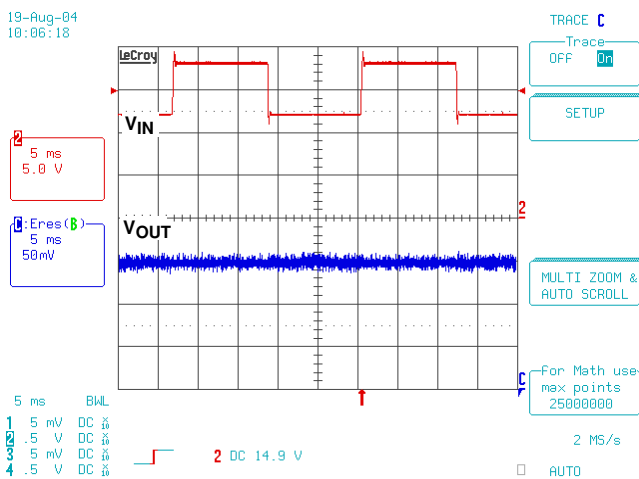 19-Aug-04
10:06:18
LeCroy
VIN
VOUT
2
5 ms
5.0 V
C:Eres(B)
5 ms
50mV
2
C
TRACE C
Trace
OFF On
SETUP
MULTI ZOOM &
AUTO SCROLL
For Math use
max points
25000000
5 ms BWL
1 5 mV DC X10
2 .5 V DC X10
3 5 mV DC X10
4 .5 V DC X10
2 DC 14.9 V
2 MS/s
AUTO